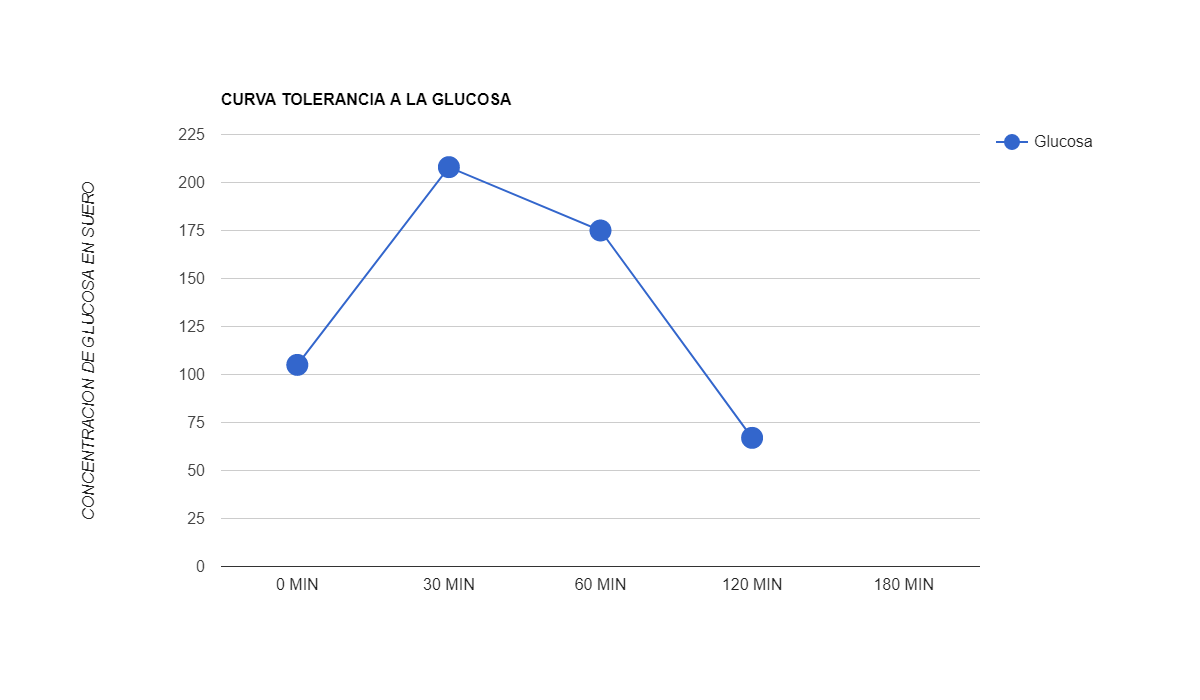 CURVA TOLERANCIA A LA GLUCOSA
CONCENTRACION DE GLUCOSA EN SUERO
225
200
175
150
125
100
75
50
25
0
0 MIN
30 MIN
60 MIN
120 MIN
180 MIN
Glucosa